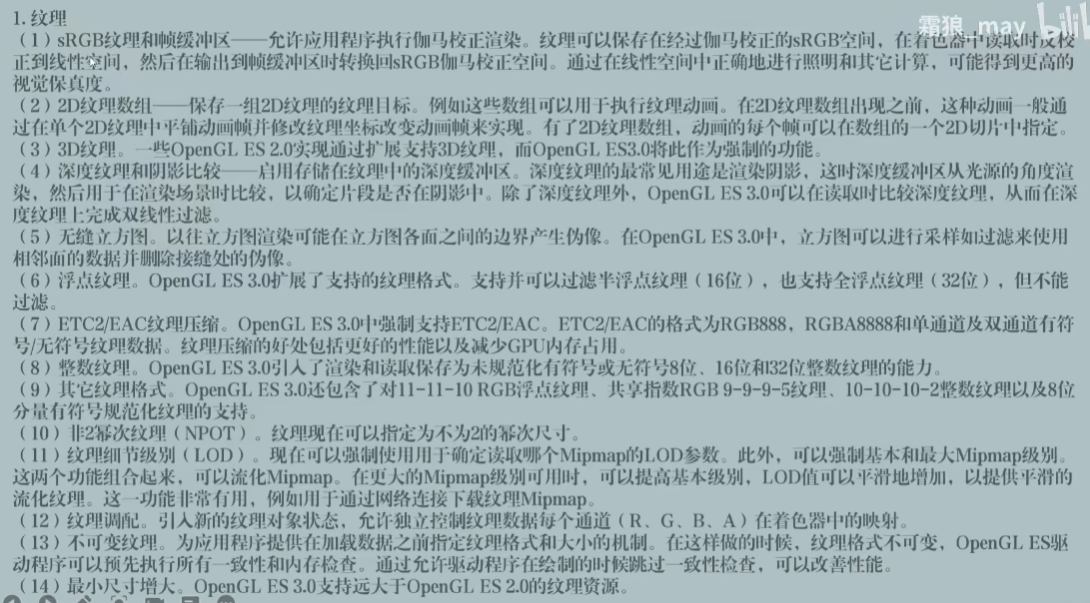 1. 纹理
霜狼_may bilibili
（1）sRGB纹理和帧缓冲区——允许应用程序执行伽马校正渲染。纹理可以保存在经过伽马校正的sRGB空间，在着色器中读取时反校
正到线性空间，然后在输出到帧缓冲区时转换回sRGB伽马校正空间。通过在线性空间中正确地进行照明和其它计算，可能得到更高的
视觉保真度。
（2）2D纹理数组——保存一组2D纹理的纹理目标。例如这些数组可以用于执行纹理动画。在2D纹理数组出现之前，这种动画一般通
过在单个2D纹理中平铺动画帧并修改纹理坐标改变动画帧来实现。有了2D纹理数组，动画的每个帧可以在数组的一个2D切片中指定。
（3）3D纹理。一些OpenGL ES 2.0实现通过扩展支持3D纹理，而OpenGL ES3.0将此作为强制的功能。
（4）深度纹理和阴影比较——启用存储在纹理中的深度缓冲区。深度纹理的最常见用途是渲染阴影，这时深度缓冲区从光源的角度渲
染，然后用于在渲染场景时比较，以确定片段是否在阴影中。除了深度纹理外，OpenGL ES 3.0可以在读取时比较深度纹理，从而在深
度纹理上完成双线性过滤。
（5）无缝立方图。以往立方图渲染可能在立方图各面之间的边界产生伪像。在OpenGL ES 3.0中，立方图可以进行采样如过滤来使用
相邻面的数据并删除接缝处的伪像。
（6）浮点纹理。OpenGL ES 3.0扩展了支持的纹理格式。支持并可以过滤半浮点纹理（16位），也支持全浮点纹理（32位），但不能
过滤。
（7）ETC2/EAC纹理压缩。OpenGL ES 3.0中强制支持ETC2/EAC。ETC2/EAC的格式为RGB888，RGBA8888和单通道及双通道有符
号/无符号纹理数据。纹理压缩的好处包括更好的性能以及减少GPU内存占用。
（8）整数纹理。OpenGL ES 3.0引入了渲染和读取保存为未规范化有符号或无符号8位、16位和32位整数纹理的能力。
（9）其它纹理格式。OpenGL ES 3.0还包含了对11-11-10 RGB浮点纹理、共享指数RGB 9-9-9-5纹理、10-10-10-2整数纹理以及8位
分量有符号规范化纹理的支持。
（10）非2幂次纹理（NPOT）。纹理现在可以指定为不为2的幂次尺寸。
（11）纹理细节级别（LOD）。现在可以强制使用用于确定读取哪个Mipmap的LOD参数。此外，可以强制基本和最大Mipmap级别。
这两个功能组合起来，可以流化Mipmap。在更大的Mipmap级别可用时，可以提高基本级别，LOD值可以平滑地增加，以提供平滑的
流化纹理。这一功能非常有用，例如用于通过网络连接下载纹理Mipmap。
（12）纹理调配。引入新的纹理对象状态，允许独立控制纹理数据每个通道（R、G、B、A）在着色器中的映射。
（13）不可变纹理。为应用程序提供在加载数据之前指定纹理格式和大小的机制。在这样做的时候，纹理格式不可变，OpenGL ES驱
动程序可以预先执行所有一致性和内存检查。通过允许驱动程序在绘制的时候跳过一致性检查，可以改善性能。
（14）最小尺寸增大。OpenGL ES 3.0支持远大于OpenGL ES 2.0的纹理资源。